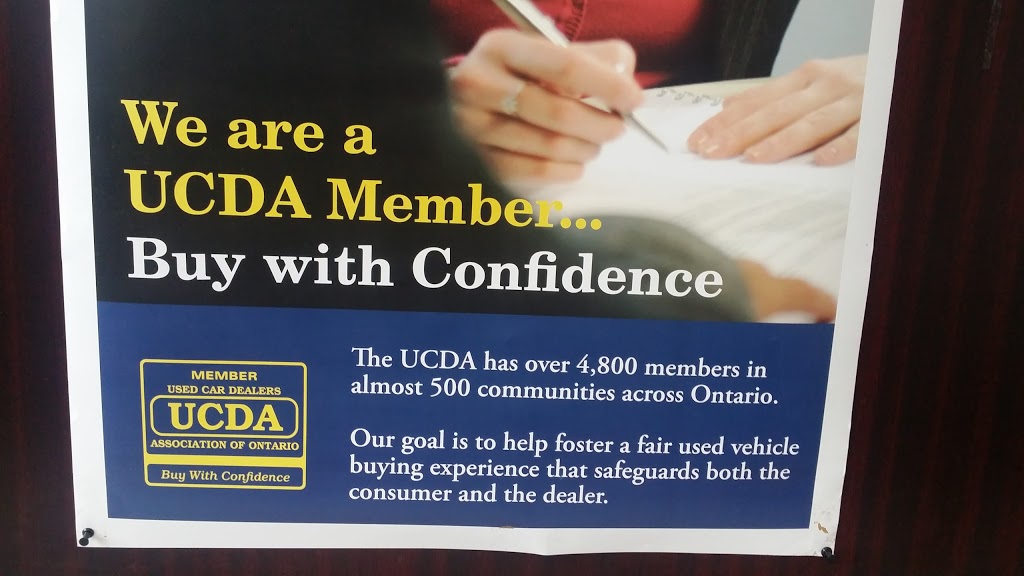 We are a
UCDA Member...
Buy with Confidence
The UCDA has over 4,800 members in
almost 500 communities across Ontario.
Our goal is to help foster a fair used vehicle
buying experience that safeguards both the
consumer and the dealer.
MEMBER
USED CAR DEALERS
UCDA
ASSOCIATION OF ONTARIO
Buy With Confidence